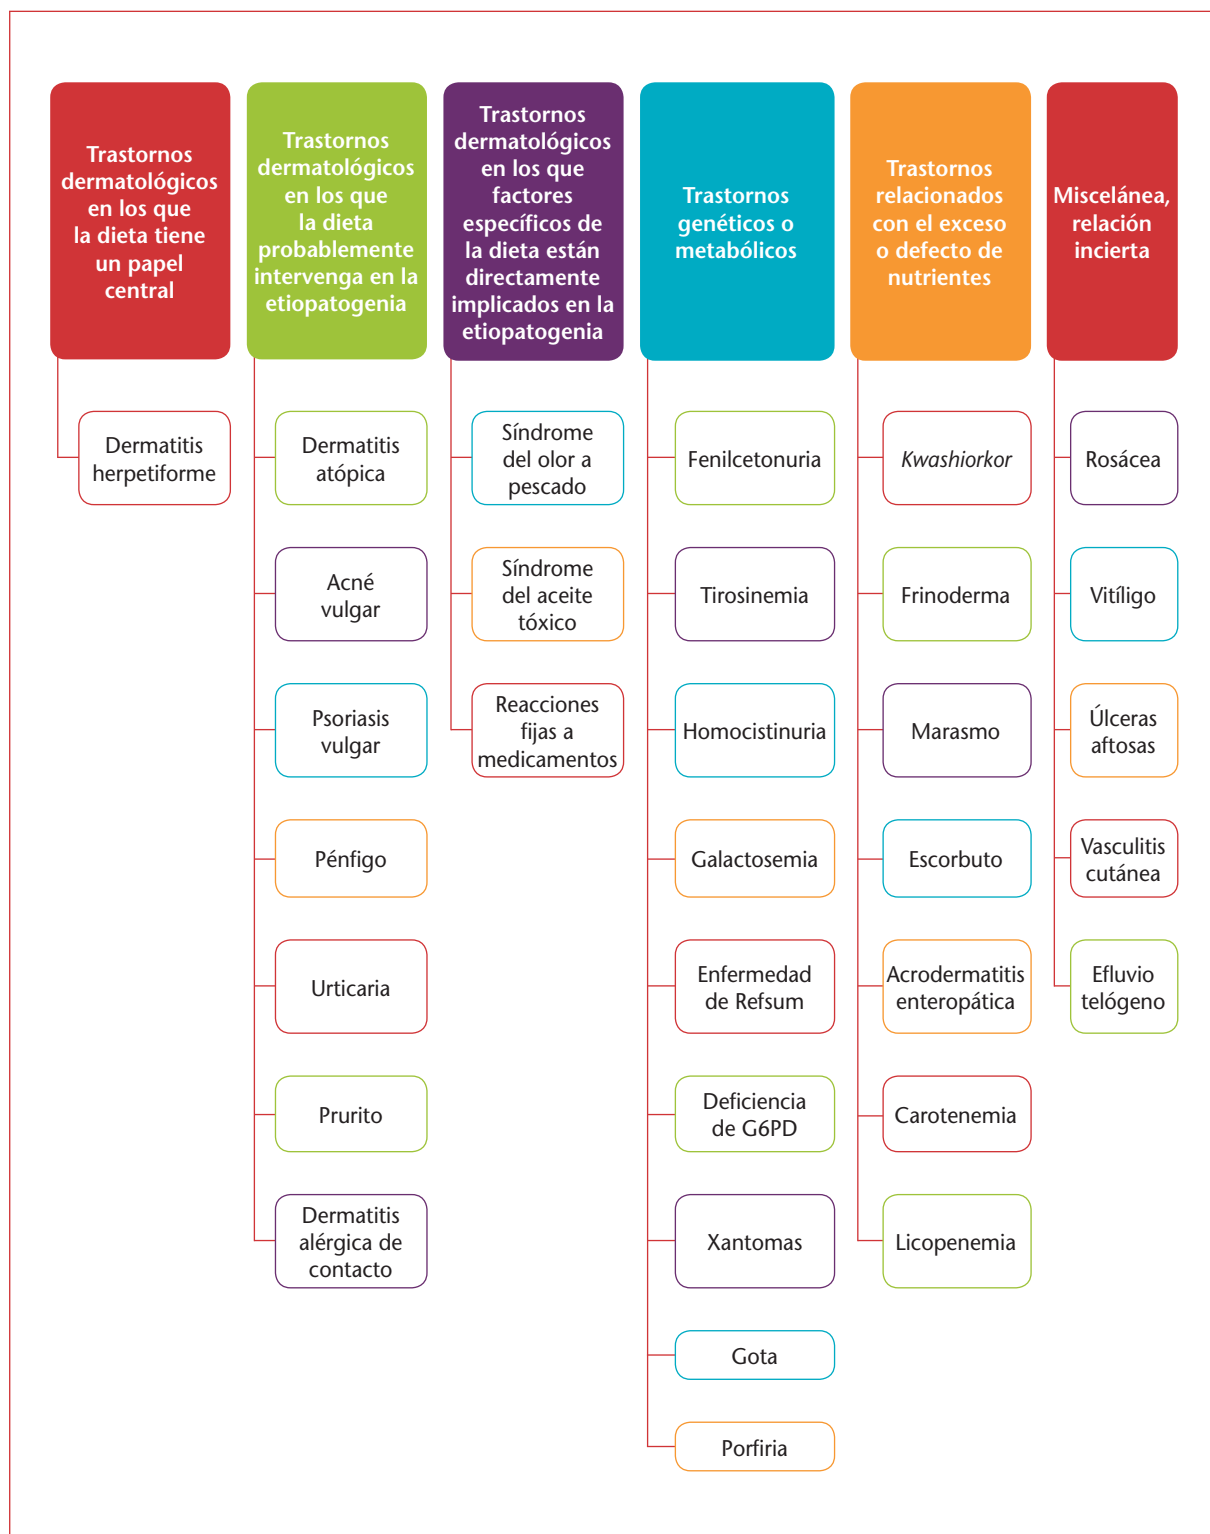 Trastornos
dermatológicos
en los que
la dieta tiene
un papel
central
Dermatitis
herpetiforme
Trastornos
dermatológicos
en los que
la dieta
probablemente
intervenga en la
etiopatogenia
Dermatitis
atópica
Acné
vulgar
Psoriasis
vulgar
Pénfigo
Urticaria
Prurito
Dermatitis
alérgica de
contacto
Trastornos
dermatológicos
en los que
factores
específicos de
la dieta están
directamente
implicados en la
etiopatogenia
Síndrome
del olor a
pescado
Síndrome
del aceite
tóxico
Reacciones
fijas a
medicamentos
Trastornos
genéticos o
metabólicos
Fenilcetonuria
Tirosinemia
Homocistinuria
Galactosemia
Enfermedad
de Refsum
Deficiencia
de G6PD
Xantomas
Gota
Porfiria
Trastornos
relacionados
con el exceso
o defecto de
nutrientes
Kwashiorkor
Frinoderma
Marasmo
Escorbuto
Acrodermatitis
enteropática
Carotenemia
Licopenemia
Miscelánea,
relación
incierta
Rosácea
Vitíligo
Úlceras
aftosas
Vasculitis
cutánea
Efluvio
telógeno